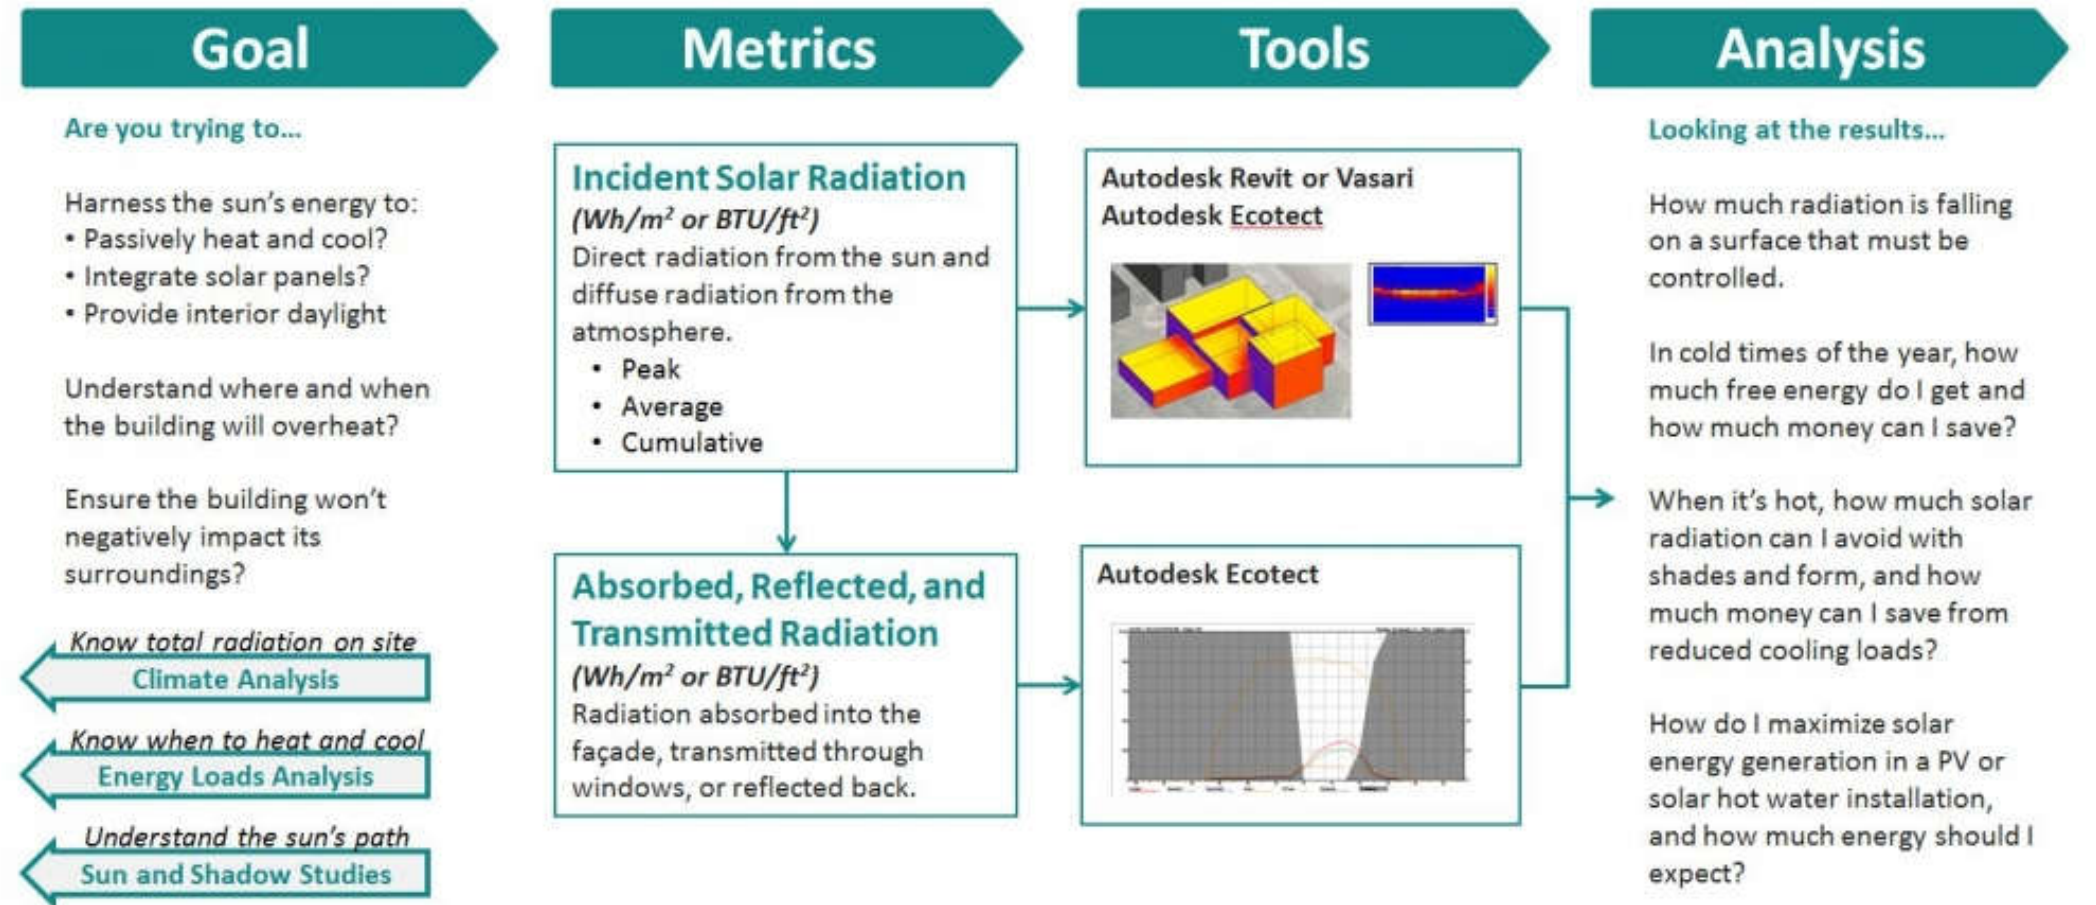 Goal
Metrics
Tools
Analysis
Are you trying to...
Harness the sun's energy to:
• Passively heat and cool?
• Integrate solar panels?
• Provide interior daylight
Understand where and when
the building will overheat?
Ensure the building won't
negatively impact its
surroundings?
Know total radiation on site
Climate Analysis
Know when to heat and cool
Energy Loads Analysis
Understand the sun's path
Sun and Shadow Studies
Incident Solar Radiation
(Wh/m² or BTU/ft²)
Direct radiation from the sun and
diffuse radiation from the
atmosphere.
• Peak
• Average
• Cumulative
Absorbed, Reflected, and
Transmitted Radiation
(Wh/m² or BTU/ft²)
Radiation absorbed into the
façade, transmitted through
windows, or reflected back.
Autodesk Revit or Vasari
Autodesk Ecotect
Autodesk Ecotect
Looking at the results...
How much radiation is falling
on a surface that must be
controlled.
In cold times of the year, how
much free energy do I get and
how much money can I save?
When it's hot, how much solar
radiation can I avoid with
shades and form, and how
much money can I save from
reduced cooling loads?
How do I maximize solar
energy generation in a PV or
solar hot water installation,
and how much energy should I
expect?